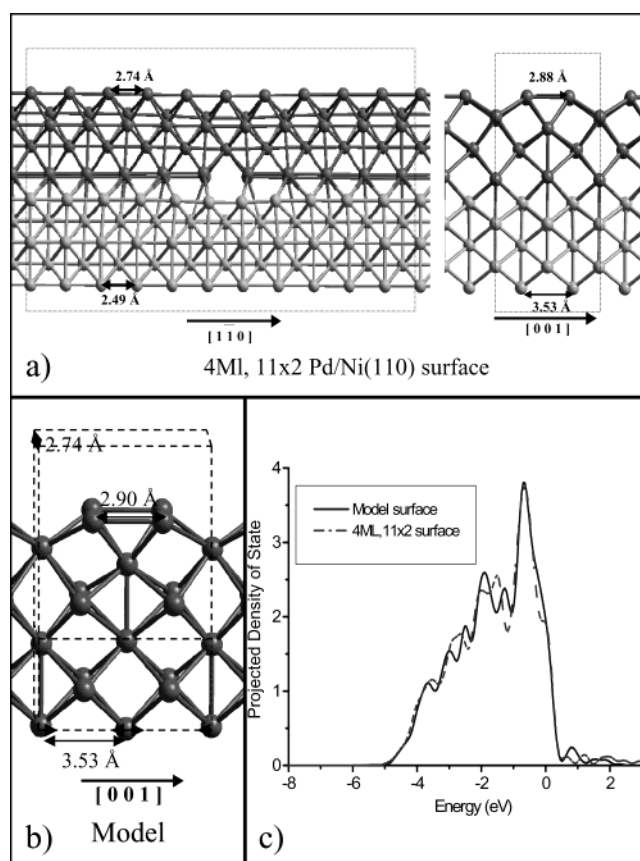 2.74 Å
2.88 Å
2.49 Å
3.53 Å
[ 1 1 0 ]
[ 0 0 1 ]
a)
4Ml, 11x2 Pd/Ni(110) surface
2.74 Å
2.90 Å
3.53 Å
[ 0 0 1 ]
b)
Model
Model surface
4ML,11x2 surface
Projected Density of State
4
3
2
1
0
-8
-6
-4
-2
0
2
Energy (eV)
c)